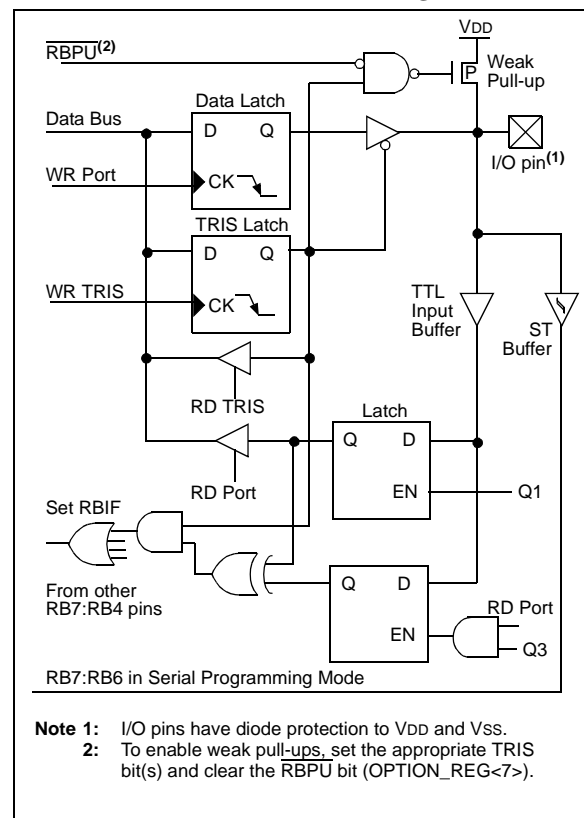 VDD
RBPU(2)
P
Weak
Pull-up
Data Latch
Data Bus
D Q
I/O pin(1)
WR Port
CK
TRIS Latch
D Q
WR TRIS
CK
TTL
Input
Buffer
ST
Buffer
RD TRIS
Latch
Q D
RD Port
EN
Q1
Set RBIF
From other
RB7:RB4 pins
Q D
RD Port
EN
Q3
RB7:RB6 in Serial Programming Mode
Note 1: I/O pins have diode protection to VDD and VSS.
2: To enable weak pull-ups, set the appropriate TRIS
bit(s) and clear the RBPU bit (OPTION_REG<7>).